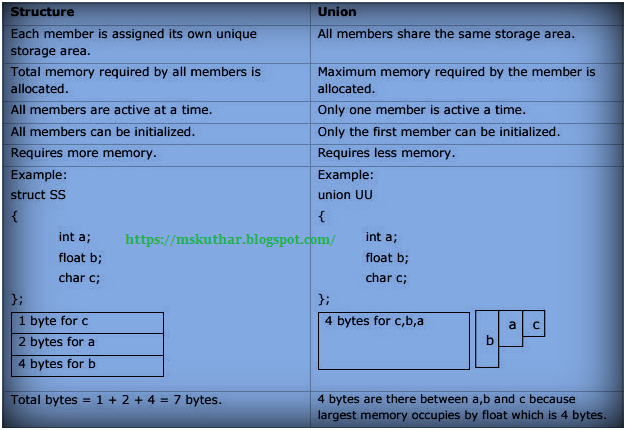 Structure
Union
Each member is assigned its own unique
storage area.
All members share the same storage area.
Total memory required by all members is
allocated.
Maximum memory required by the member is
allocated.
All members are active at a time.
Only one member is active a time.
All members can be initialized.
Only the first member can be initialized.
Requires more memory.
Requires less memory.
Example:
struct SS
{
int a;
float b;
char c;
};
1 byte for c
2 bytes for a
4 bytes for b
Example:
union UU
{
int a;
float b;
char c;
};
4 bytes for c,b,a
b
a
c
https://mskuthar.blogspot.com/
Total bytes = 1 + 2 + 4 = 7 bytes.
4 bytes are there between a,b and c because
largest memory occupies by float which is 4 bytes.